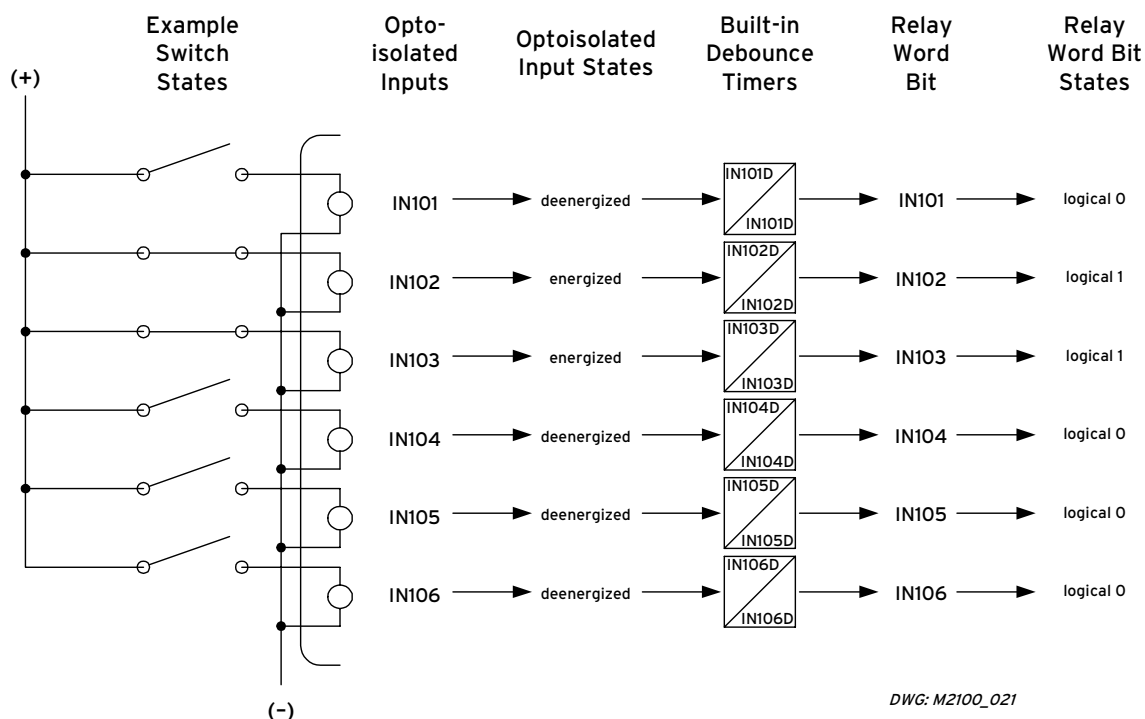 Example
Switch
States
Opto-
isolated
Inputs
Optoisolated
Input States
Built-in
Debounce
Timers
Relay
Word
Bit
Relay
Word Bit
States
(+)
IN101D
IN101 deenergized IN101 logical 0
IN101D
IN102D
IN102 energized IN102 logical 1
IN102D
IN103D
IN103 energized IN103 logical 1
IN103D
IN104D
IN104 deenergized IN104 logical 0
IN104D
IN105D
IN105 deenergized IN105 logical 0
IN105D
IN106D
IN106 deenergized IN106 logical 0
IN106D
(–)
DWG: M2100_021